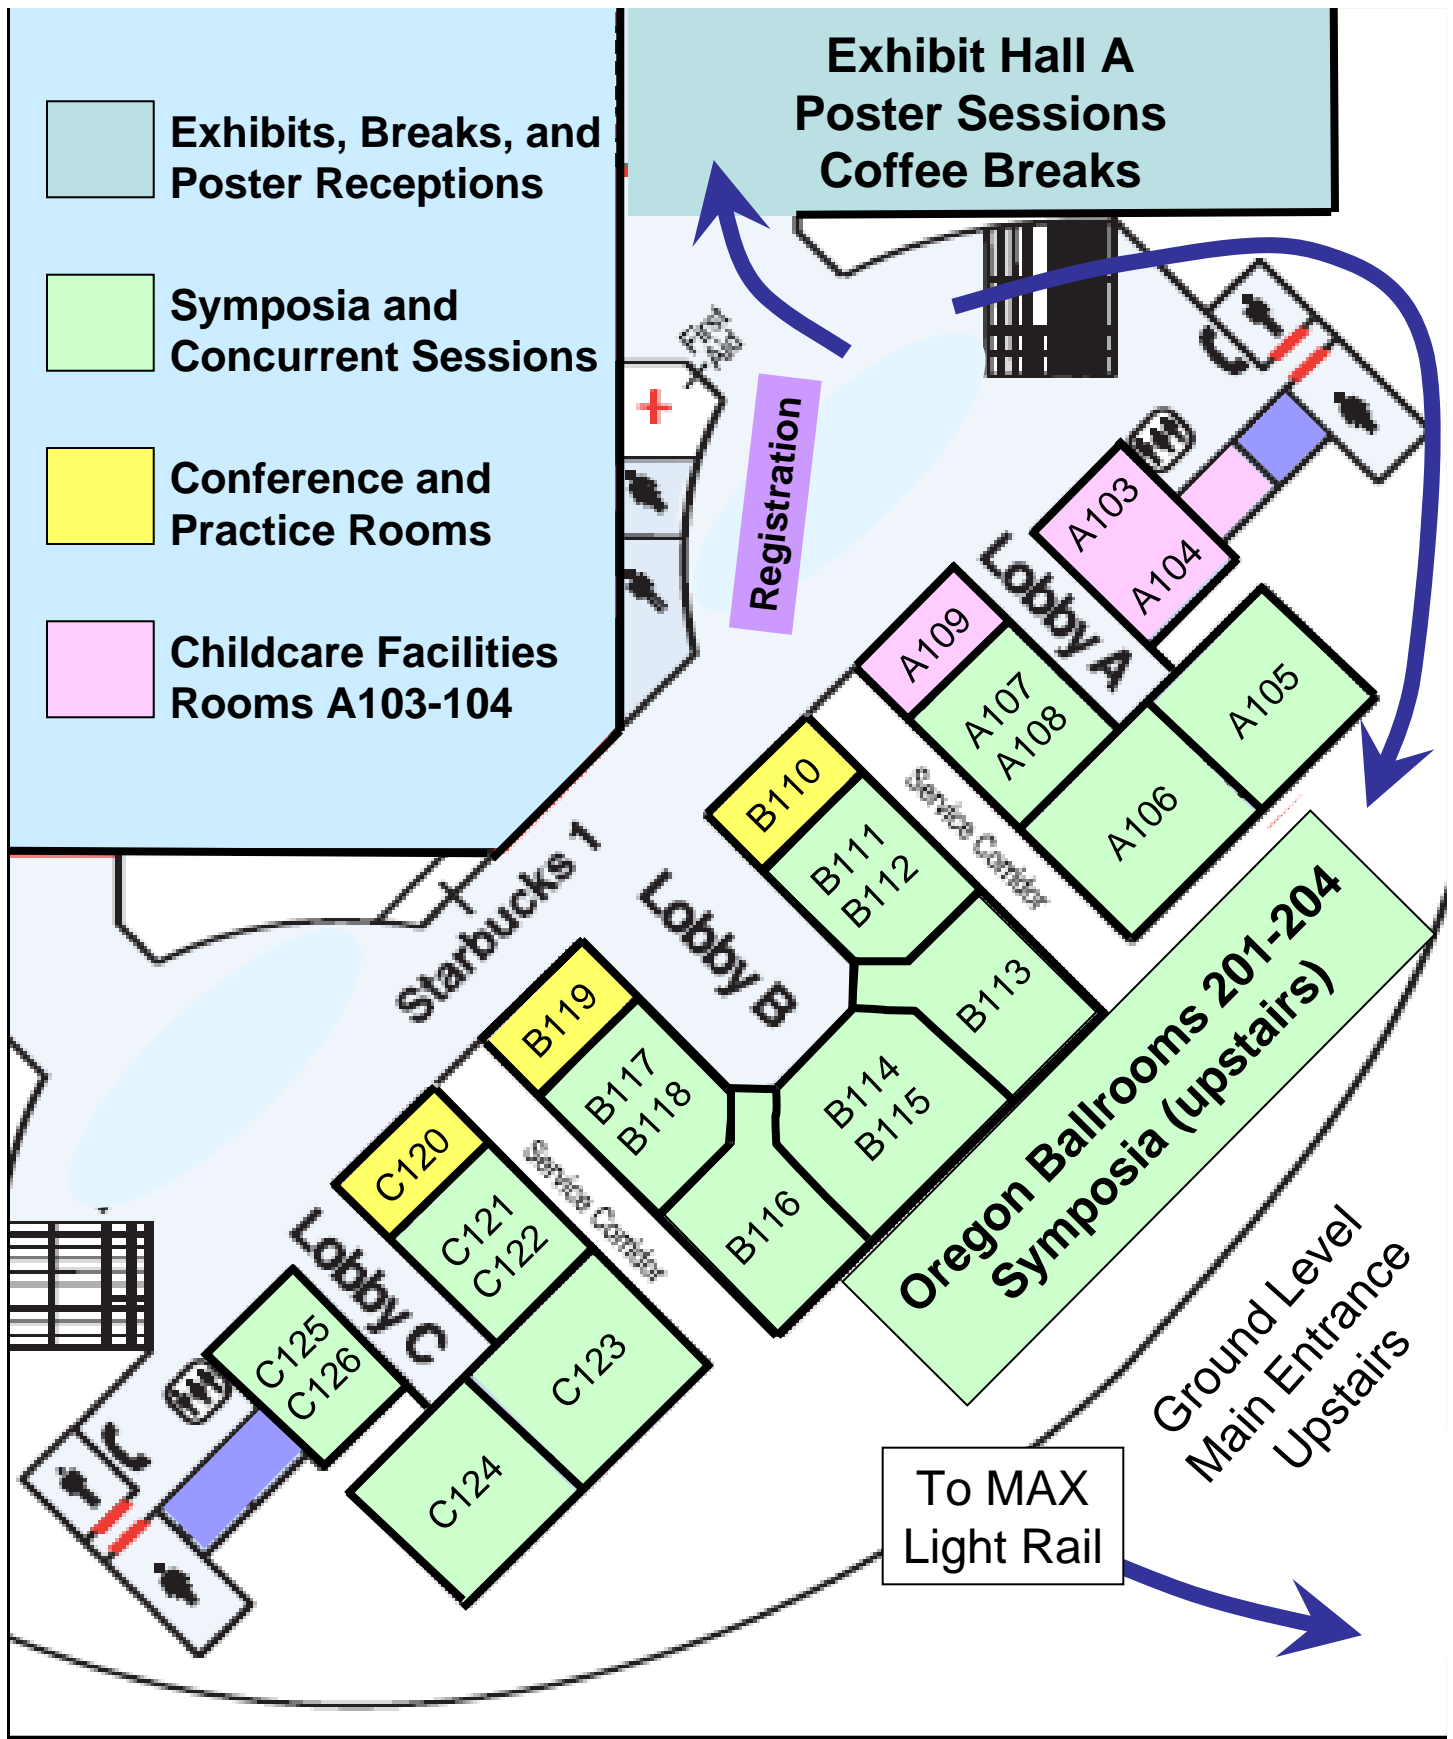 Exhibit Hall A
Poster Sessions
Coffee Breaks
Exhibits, Breaks, and
Poster Receptions
Symposia and
Concurrent Sessions
Conference and
Practice Rooms
Childcare Facilities
Rooms A103-104
First
Aid
Registration
A103
A104
Lobby A
A109
A107
A108
A105
A106
Service Corridor
B110
B111
B112
Starbucks 1
Lobby B
B113
B119
B117
B118
B114
B115
B116
Oregon Ballrooms 201-204
Symposia (upstairs)
Service Corridor
C120
C121
C122
Lobby C
C125
C126
C123
C124
Ground Level
Main Entrance
Upstairs
To MAX
Light Rail